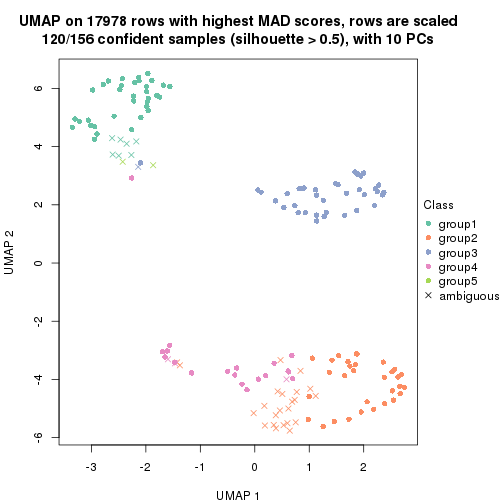 UMAP on 17978 rows with highest MAD scores, rows are scaled
120/156 confident samples (silhouette > 0.5), with 10 PCs
6
4
2
0
-2
-4
-6
UMAP 2
-3
-2
-1
0
1
2
UMAP 1
Class
group1
group2
group3
group4
group5
ambiguous